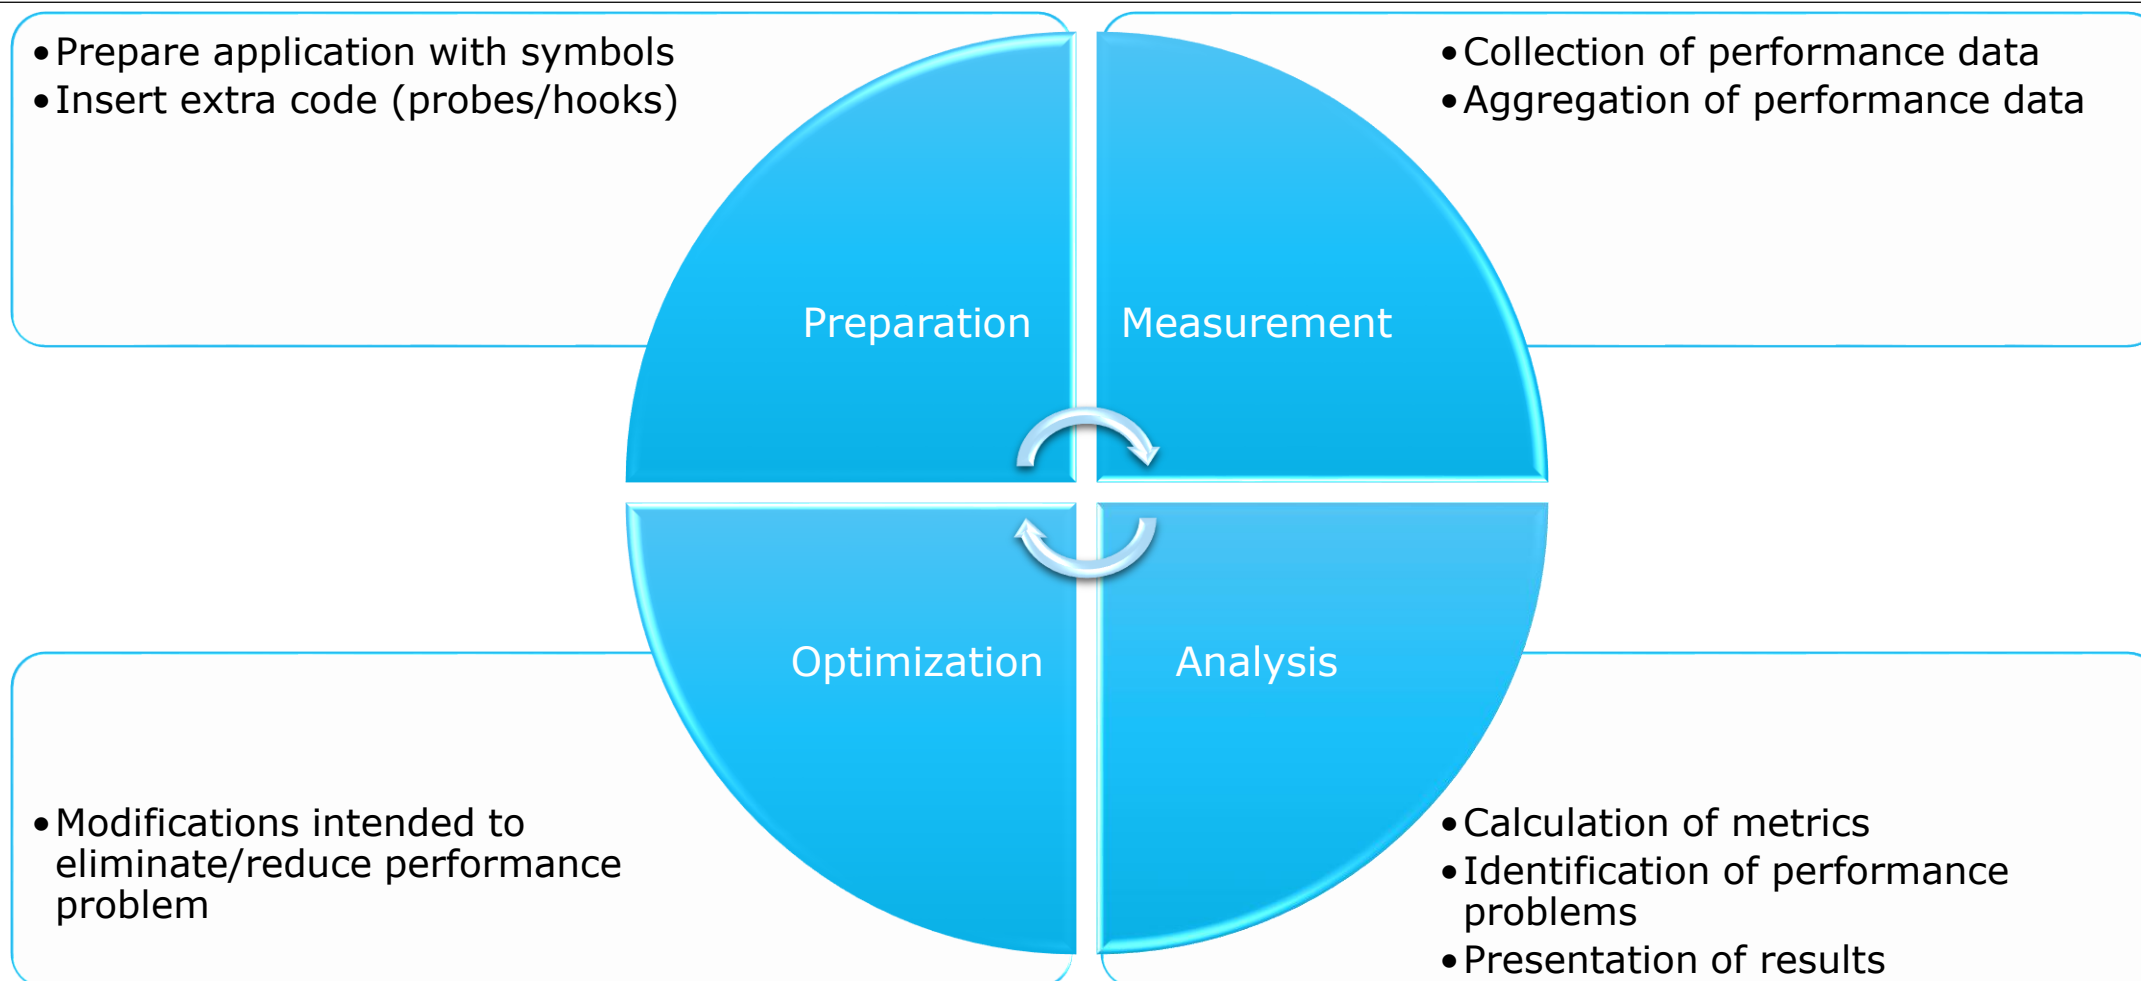 •Prepare application with symbols
•Insert extra code (probes/hooks)
•Collection of performance data
•Aggregation of performance data
Preparation
Measurement
Optimization
Analysis
•Modifications intended to
eliminate/reduce performance
problem
•Calculation of metrics
•Identification of performance
problems
•Presentation of results